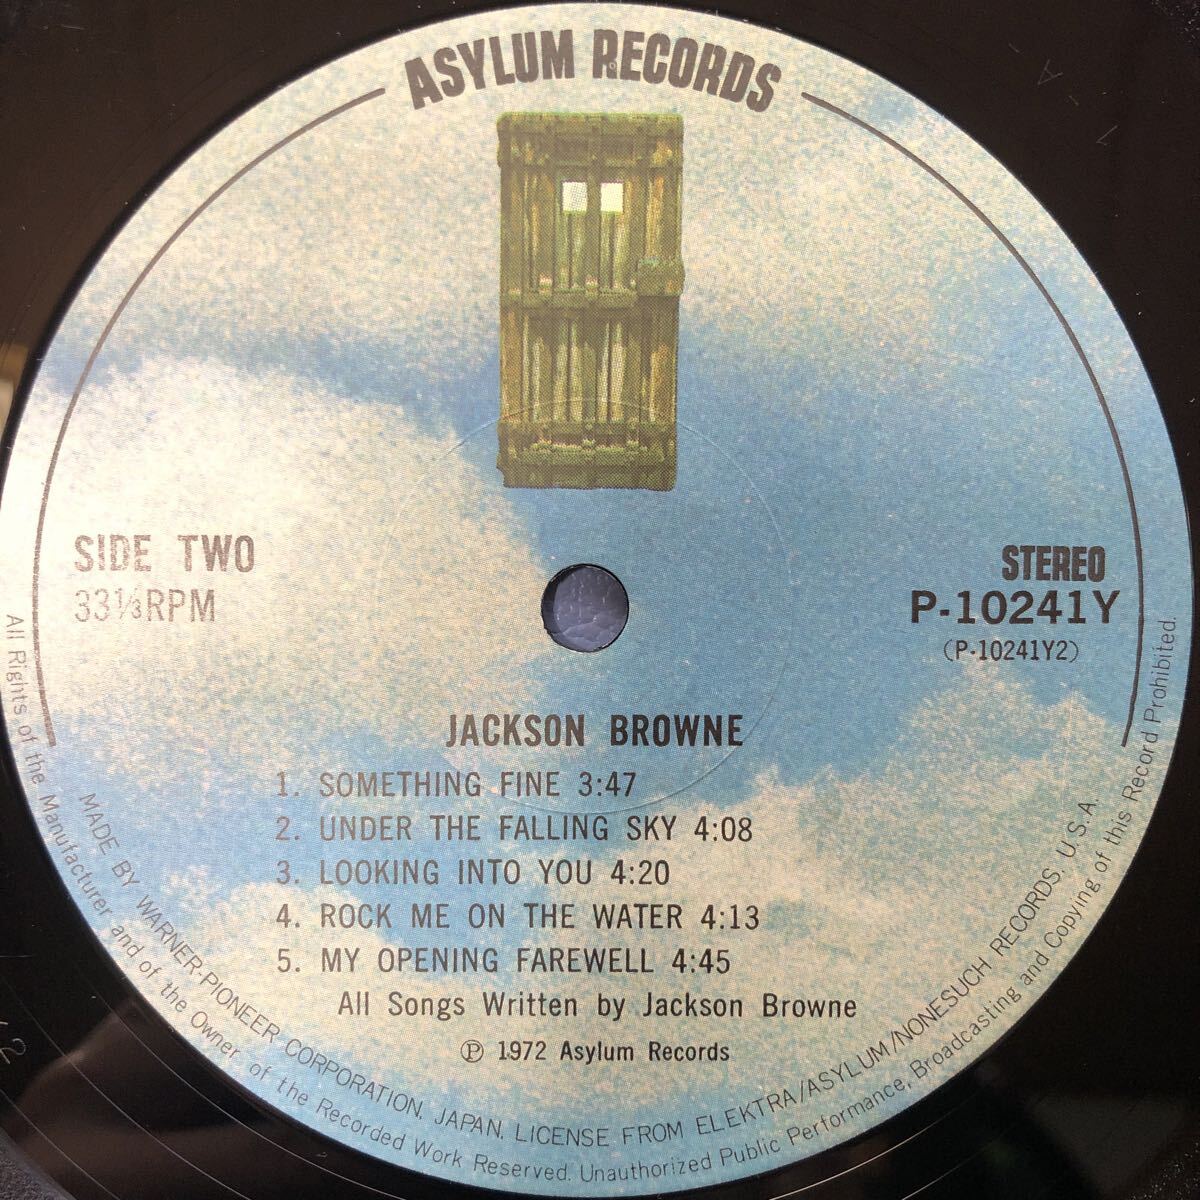 ASYLUM RECORDS
SIDE TWO
33⅓RPM
STEREO
P-10241Y
(P-10241Y2)
JACKSON BROWNE
1. SOMETHING FINE 3:47
2. UNDER THE FALLING SKY 4:08
3. LOOKING INTO YOU 4:20
4. ROCK ME ON THE WATER 4:13
5. MY OPENING FAREWELL 4:45
All Songs Written by Jackson Browne
Ⓟ 1972 Asylum Records
MADE BY WARNER-PIONEER CORPORATION, JAPAN. LICENSE FROM ELEKTRA/ASYLUM/NONESUCH RECORDS, U.S.A.
All Rights of the Manufacturer and of the Owner of the Recorded Work Reserved. Unauthorized Public Performance, Broadcasting and Copying of this Record Prohibited.